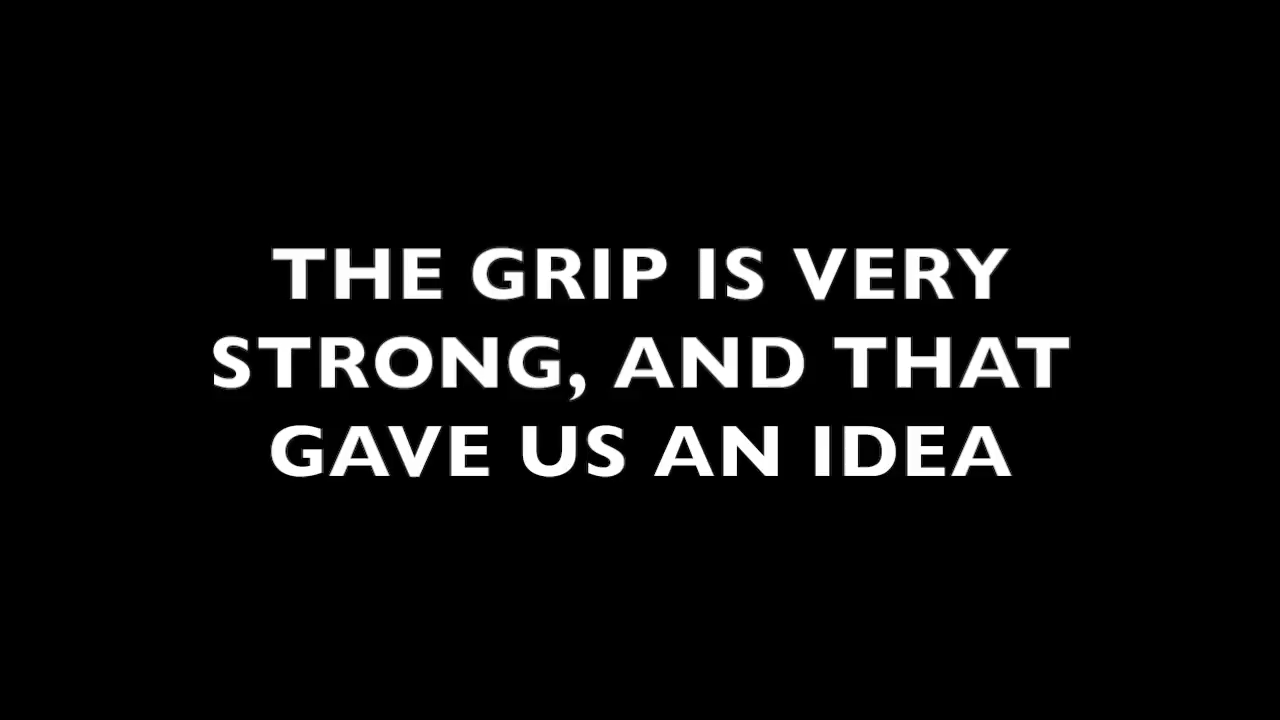 THE GRIP IS VERY
STRONG, AND THAT
GAVE US AN IDEA